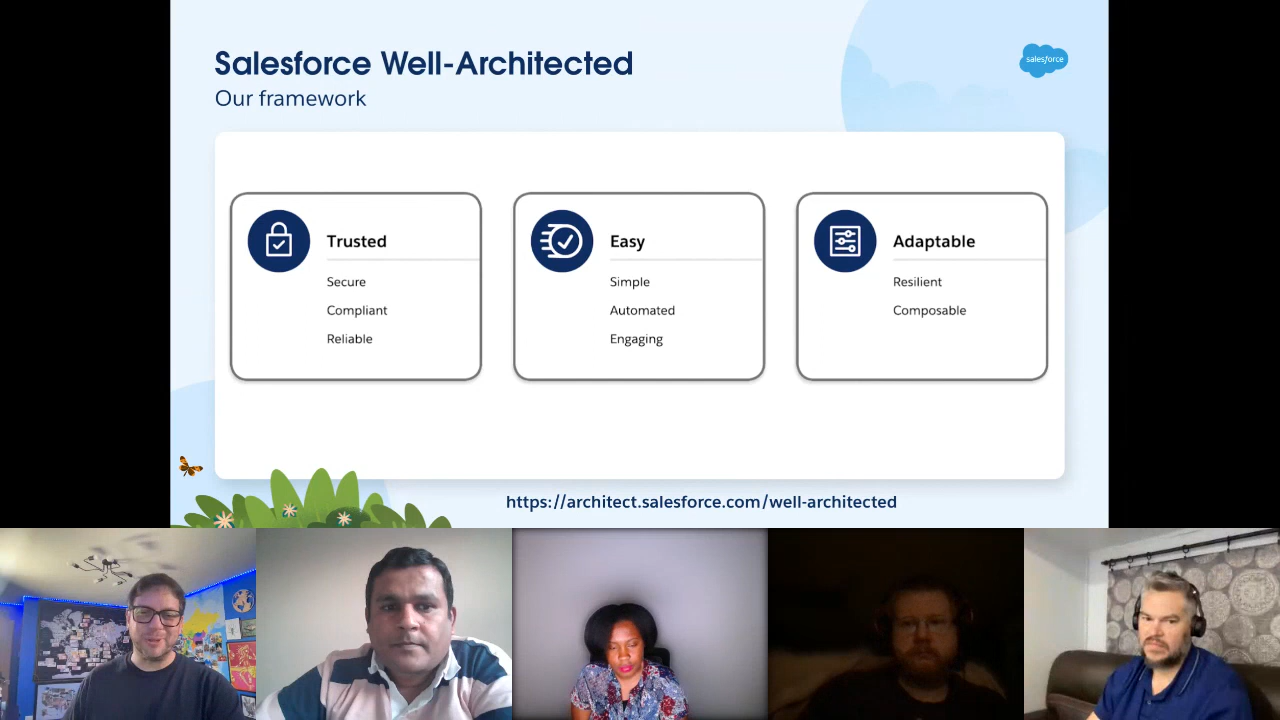 Salesforce Well-Architected
Our framework
salesforce
Trusted
Secure
Compliant
Reliable
Easy
Simple
Automated
Engaging
Adaptable
Resilient
Composable
https://architect.salesforce.com/well-architected